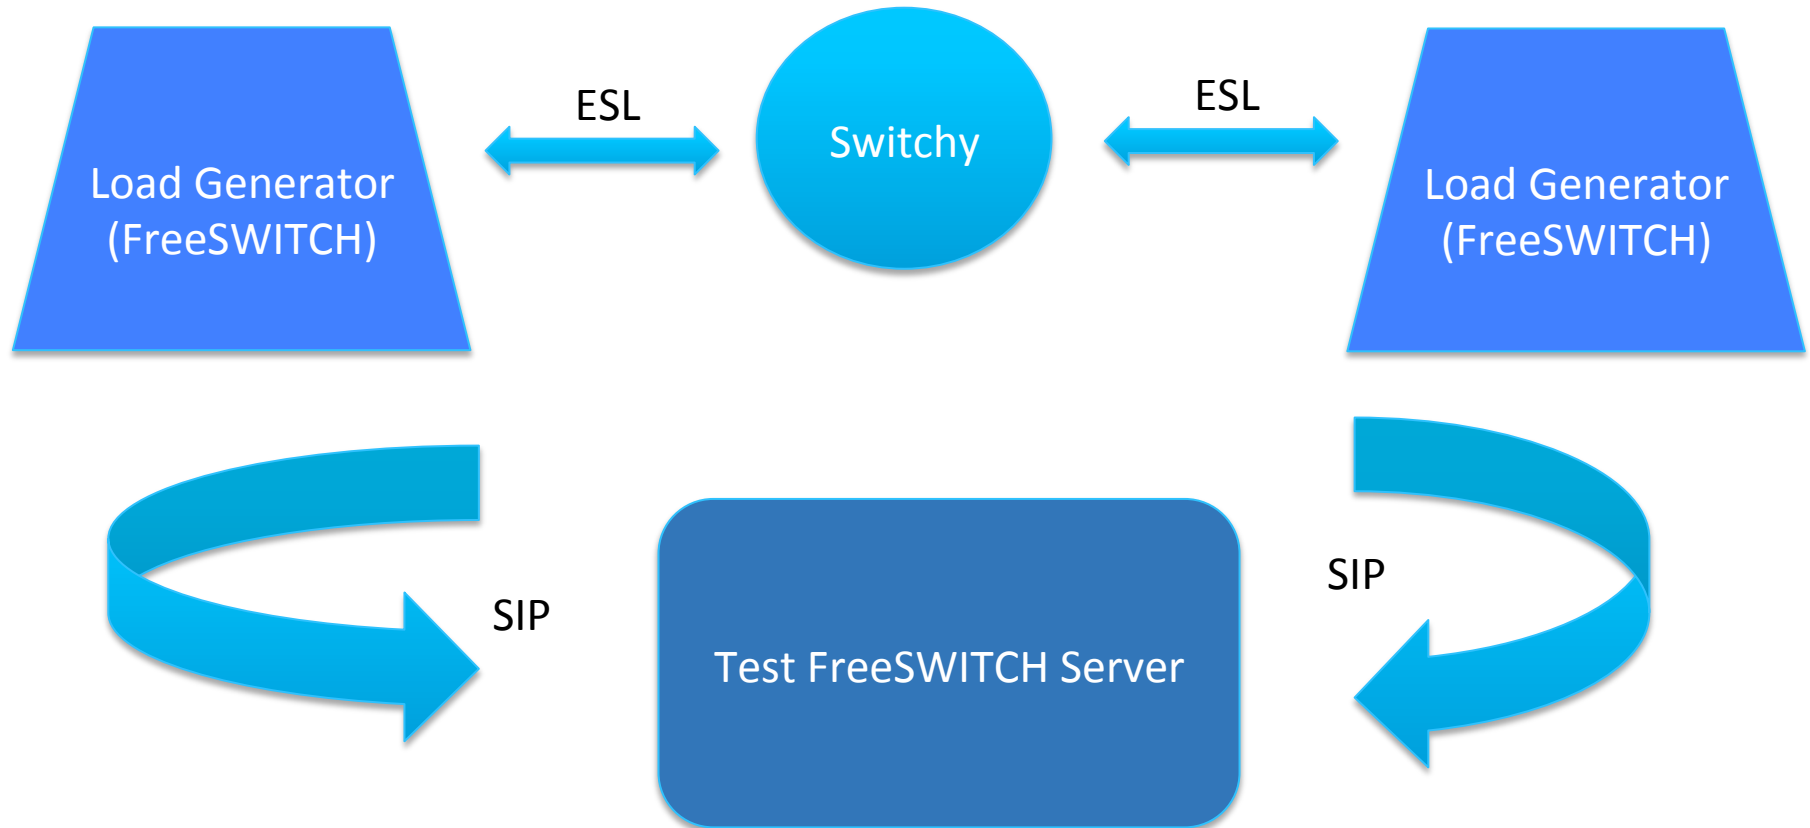 ESL
Switchy
ESL
Load Generator
(FreeSWITCH)
Load Generator
(FreeSWITCH)
SIP
SIP
Test FreeSWITCH Server